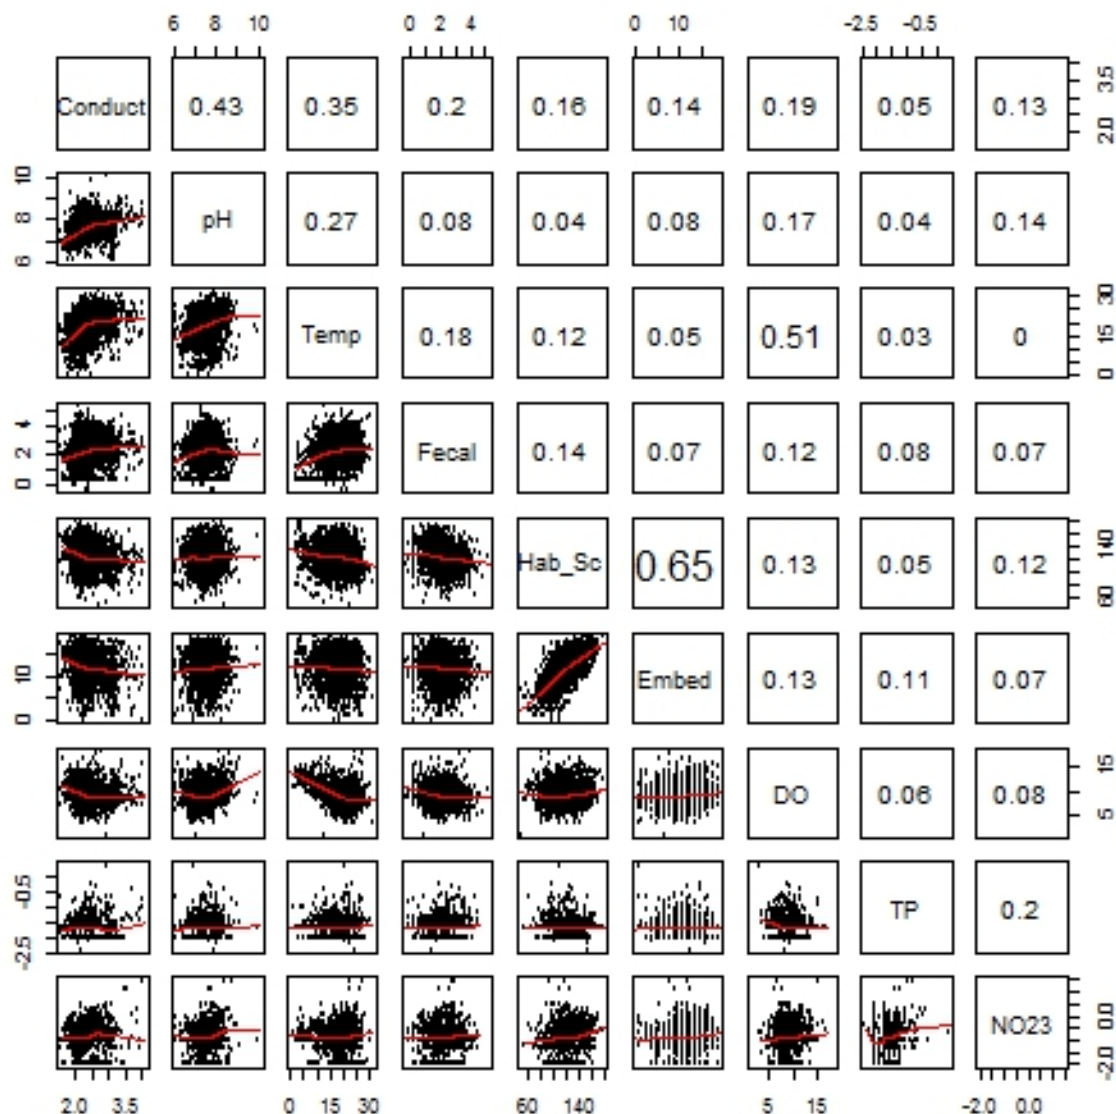 6 10 0 2 4 0 10 -2.5 -0.5
Conduct 0.43 0.35 0.2 0.16 0.14 0.19 0.05 0.13 2.0 3.5
6 8 10 pH 0.27 0.08 0.04 0.08 0.17 0.04 0.14
Temp 0.18 0.12 0.05 0.51 0.03 0 0 15 30
0 2 4 Fecal 0.14 0.07 0.12 0.08 0.07
Hab_Sc 0.65 0.13 0.05 0.12 60 140
0 10 Embed 0.13 0.11 0.07
DO 0.06 0.08 5 15
-2.5 -0.5 TP 0.2
NO23 -2.0 0.0
2.0 3.5 0 15 30 60 140 5 15 -2.0 0.0